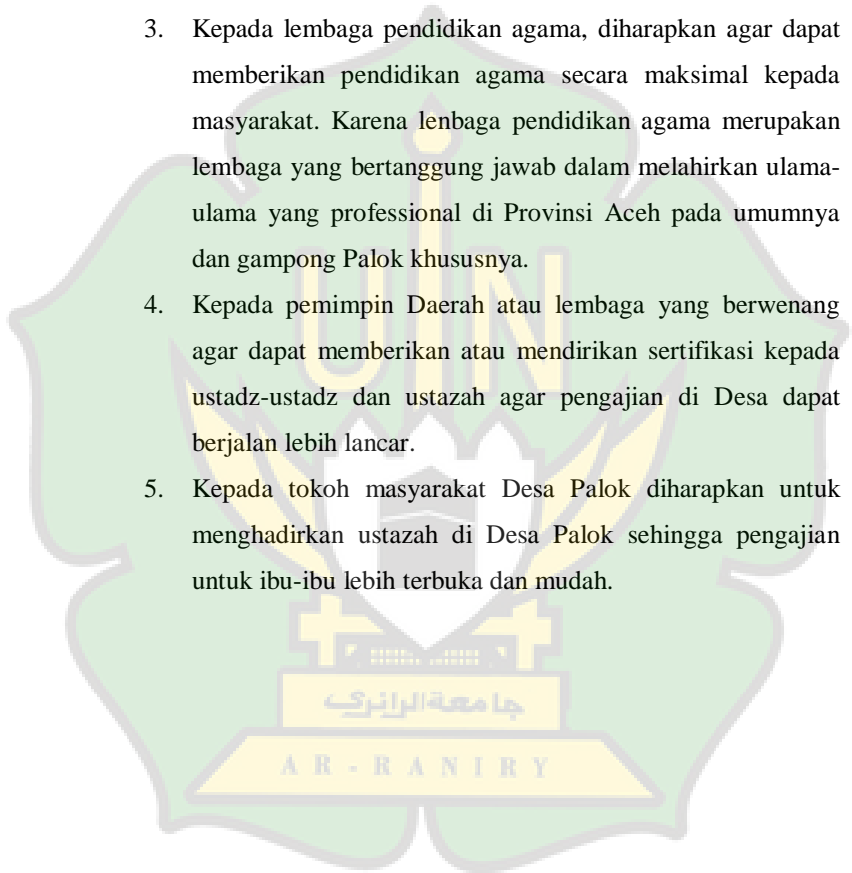 3. Kepada lembaga pendidikan agama, diharapkan agar dapat
memberikan pendidikan agama secara maksimal kepada
masyarakat. Karena lenbaga pendidikan agama merupakan
lembaga yang bertanggung jawab dalam melahirkan ulama-
ulama yang professional di Provinsi Aceh pada umumnya
dan gampong Palok khususnya.
4. Kepada pemimpin Daerah atau lembaga yang berwenang
agar dapat memberikan atau mendirikan sertifikasi kepada
ustadz-ustadz dan ustazah agar pengajian di Desa dapat
berjalan lebih lancar.
5. Kepada tokoh masyarakat Desa Palok diharapkan untuk
menghadirkan ustazah di Desa Palok sehingga pengajian
untuk ibu-ibu lebih terbuka dan mudah.
UIN
جامعة الرانري
AR-RANIRY